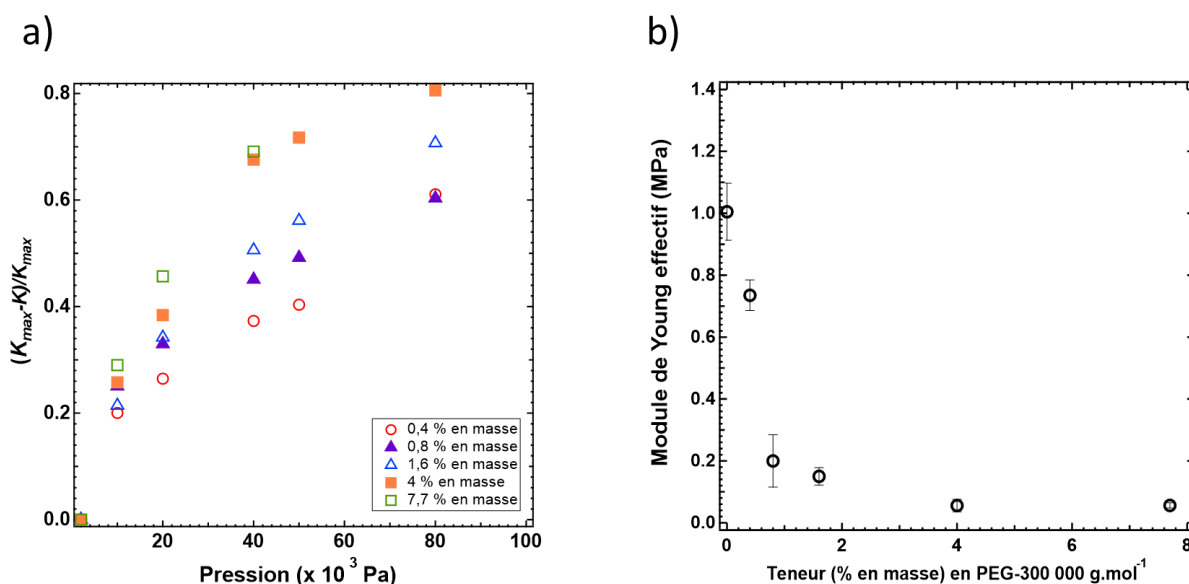 a)
(Kmax-K)/Kmax
0.8
0.6
0.4
0.2
0.0
20
40
60
80
100
Pression (x 10³ Pa)
0,4 % en masse
0,8 % en masse
1,6 % en masse
4 % en masse
7,7 % en masse
b)
Module de Young effectif (MPa)
1.4
1.2
1.0
0.8
0.6
0.4
0.2
0.0
0
2
4
6
8
Teneur (% en masse) en PEG-300 000 g.mol⁻¹